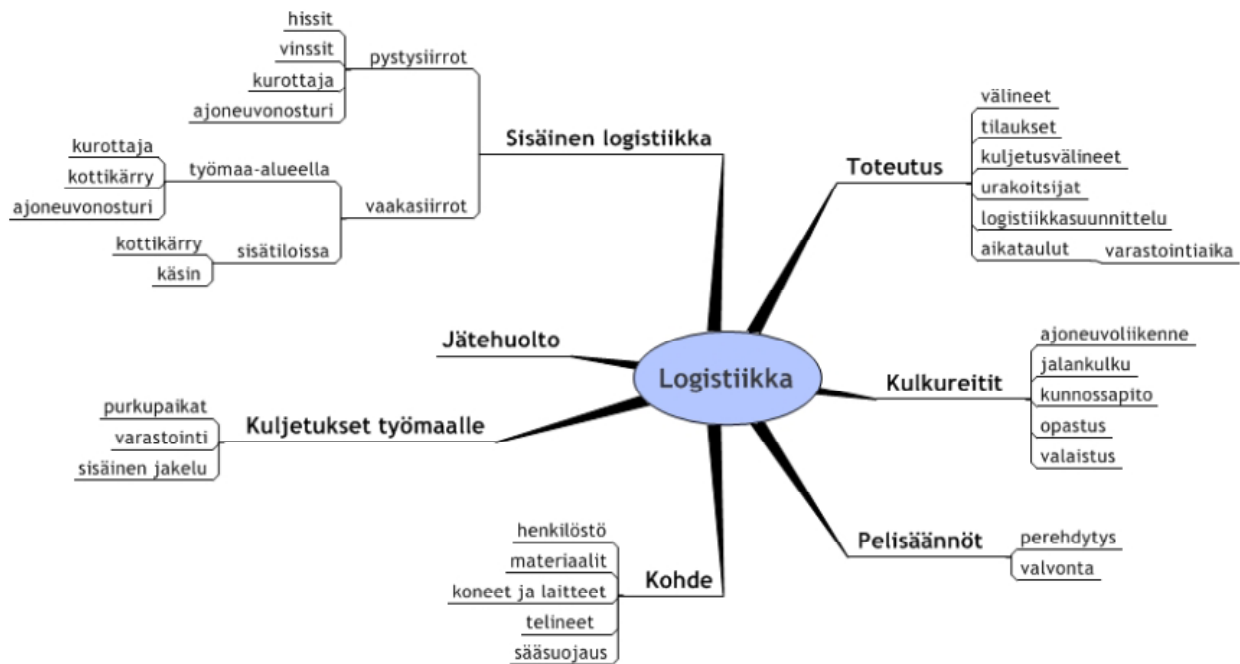 Logistiikka
Sisäinen logistiikka
pystysiirrot
hissit
vinssit
kurottaja
ajoneuvonosturi
vaakasiirrot
työmaa-alueella
kurottaja
kottikärry
ajoneuvonosturi
sisätiloissa
kottikärry
käsin
Jätehuolto
Kuljetukset työmaalle
purkupaikat
varastointi
sisäinen jakelu
Kohde
henkilöstö
materiaalit
koneet ja laitteet
telineet
sääsuojaus
Toteutus
välineet
tilaukset
kuljetusvälineet
urakoitsijat
logistiikkasuunnittelu
aikataulut
varastointiaika
Kulkureitit
ajoneuvoliikenne
jalankulku
kunnossapito
opastus
valaistus
Pelisäännöt
perehdytys
valvonta